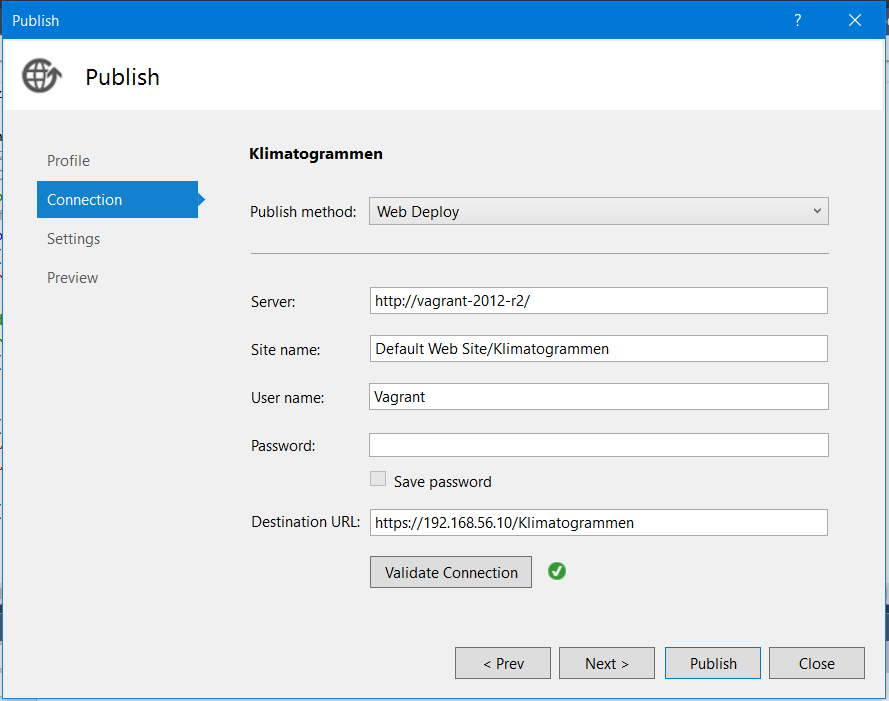 Publish
?
Publish
Profile
Connection
Settings
Preview
Klimatogrammen
Publish method: Web Deploy
Server: http://vagrant-2012-r2/
Site name: Default Web Site/Klimatogrammen
User name: Vagrant
Password:
Save password
Destination URL: https://192.168.56.10/Klimatogrammen
Validate Connection
< Prev Next > Publish Close